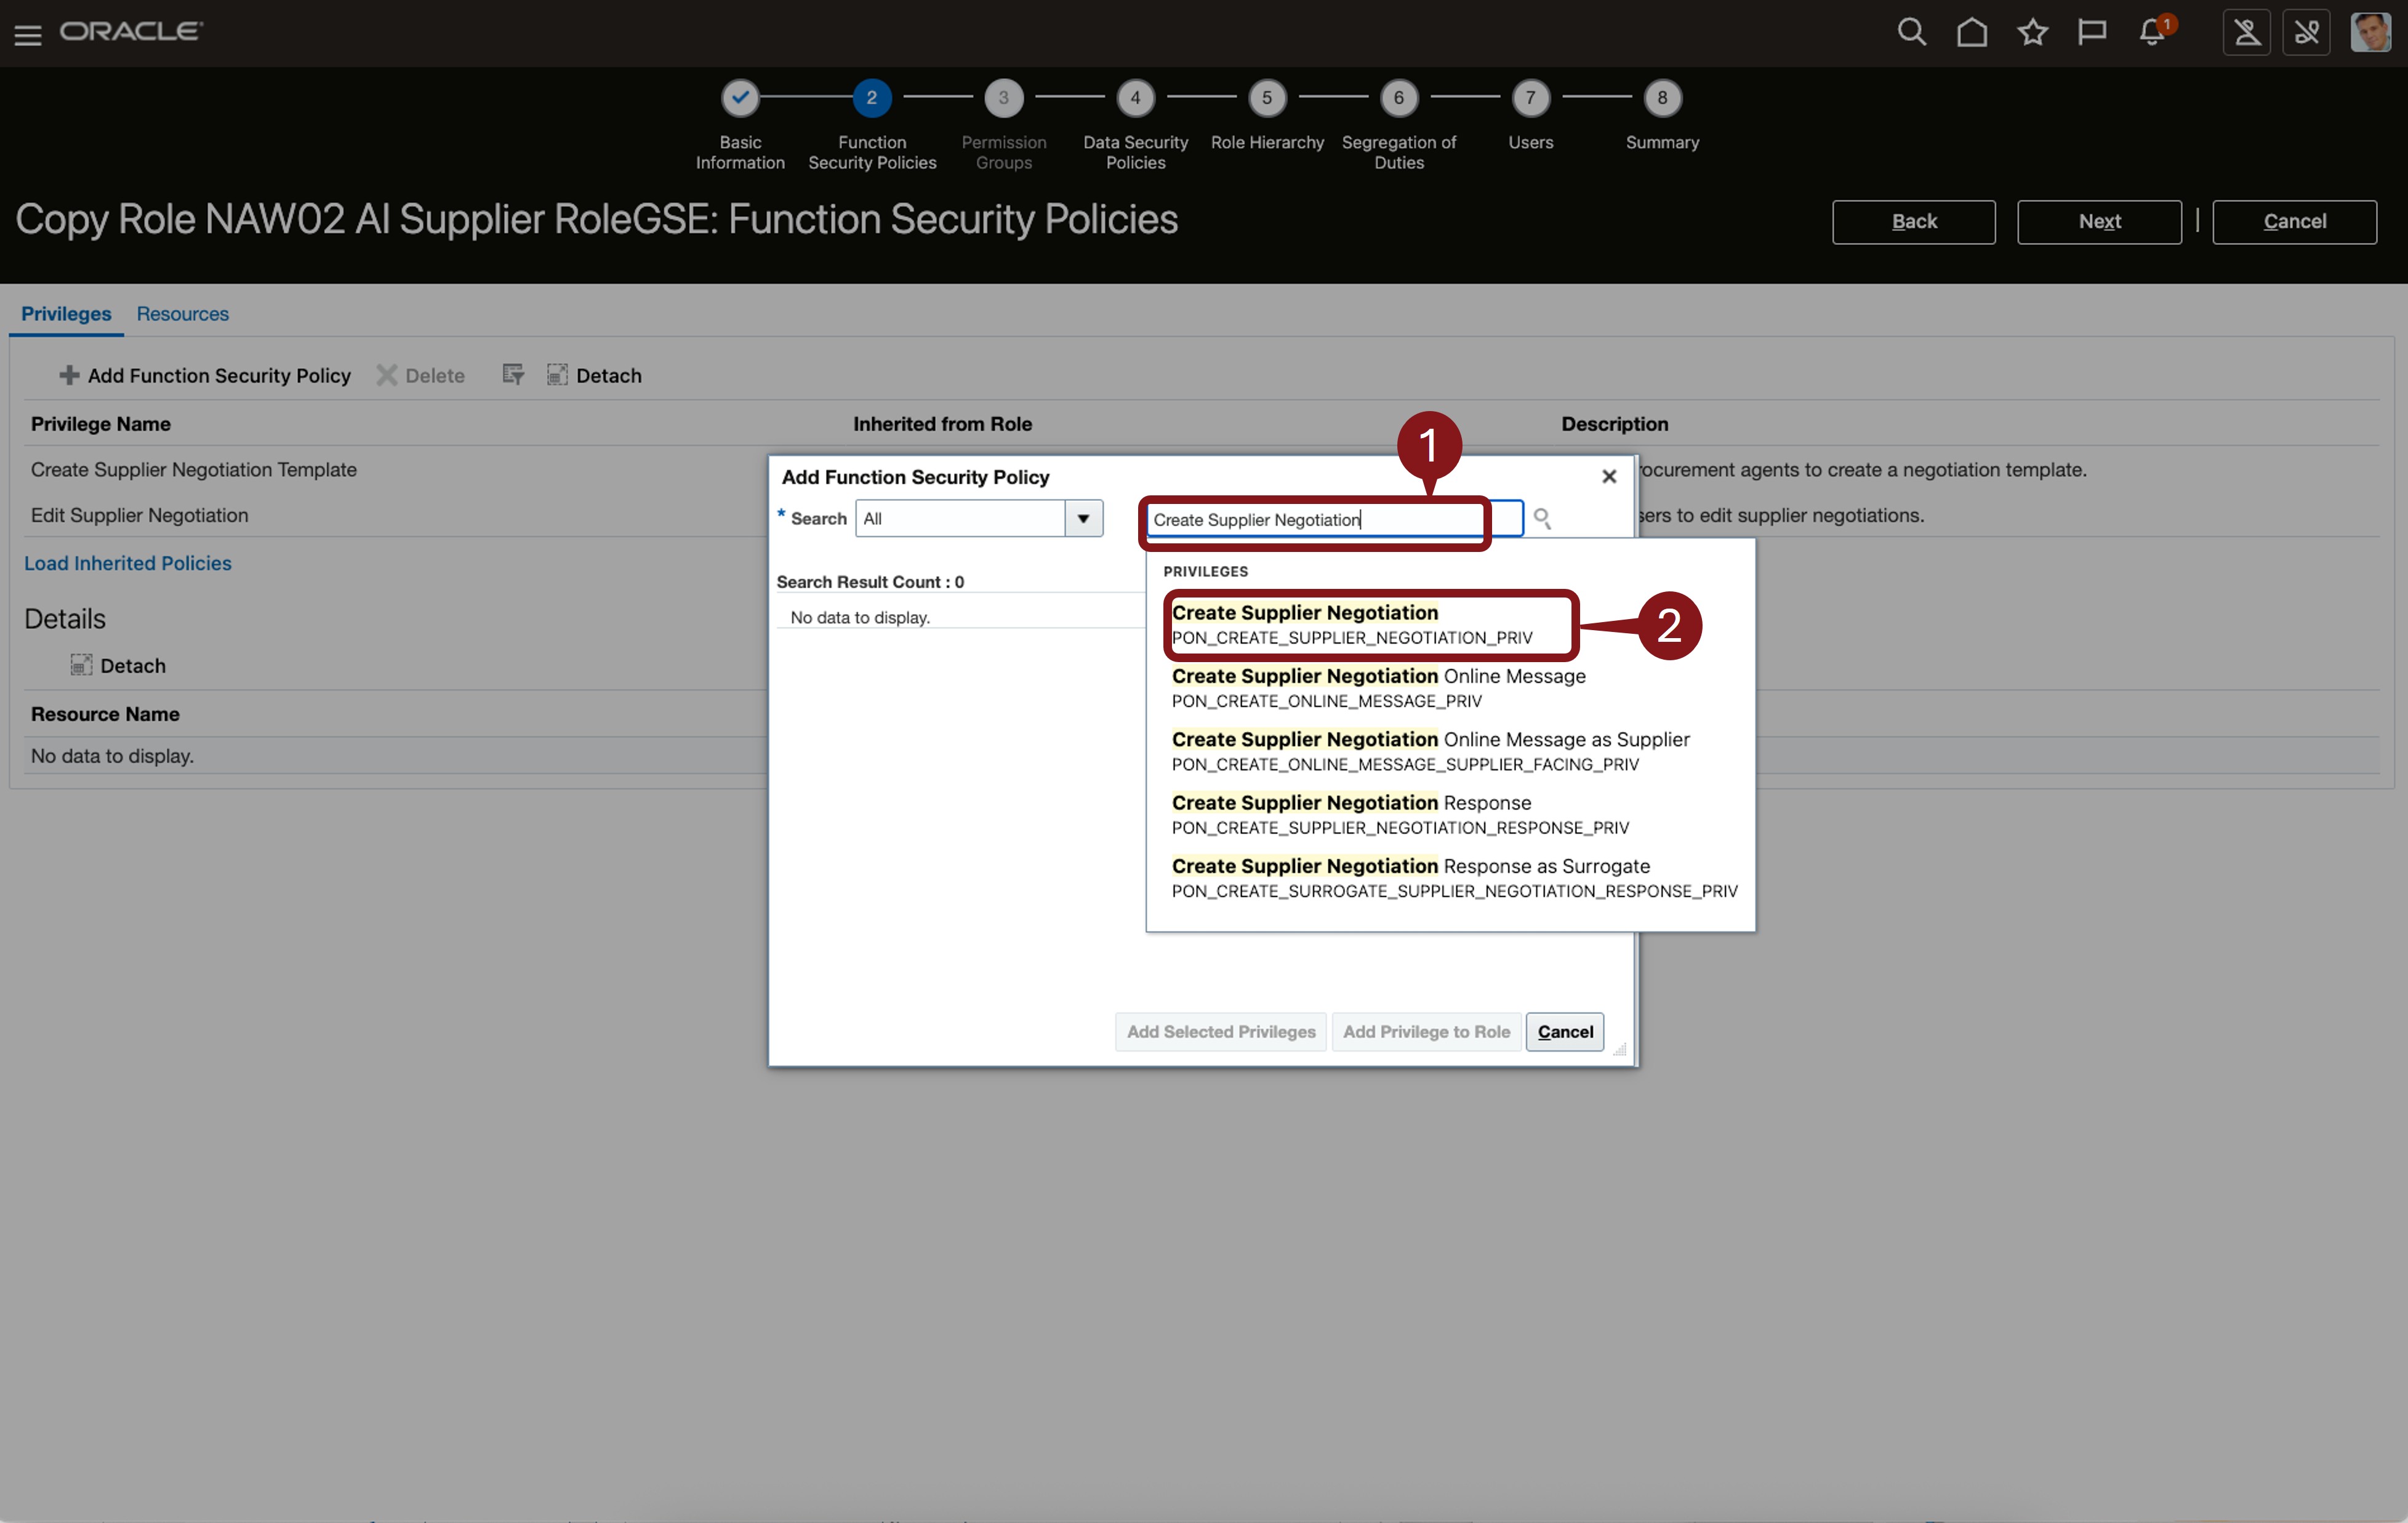 ORACLE
1
2
3
4
5
6
7
8
Basic
Information
Function
Security Policies
Permission
Groups
Data Security
Policies
Role Hierarchy
Segregation of
Duties
Users
Summary
Copy Role NAW02 AI Supplier RoleGSE: Function Security Policies
Back
Next
Cancel
Privileges
Resources
Add Function Security Policy
Delete
Detach
Privilege Name
Inherited from Role
Description
Create Supplier Negotiation Template
rocurement agents to create a negotiation template.
Edit Supplier Negotiation
sers to edit supplier negotiations.
Load Inherited Policies
Details
Detach
Resource Name
No data to display.
1
Add Function Security Policy
* Search
All
Create Supplier Negotiation
Search Result Count : 0
No data to display.
PRIVILEGES
Create Supplier Negotiation
PON_CREATE_SUPPLIER_NEGOTIATION_PRIV
2
Create Supplier Negotiation Online Message
PON_CREATE_ONLINE_MESSAGE_PRIV
Create Supplier Negotiation Online Message as Supplier
PON_CREATE_ONLINE_MESSAGE_SUPPLIER_FACING_PRIV
Create Supplier Negotiation Response
PON_CREATE_SUPPLIER_NEGOTIATION_RESPONSE_PRIV
Create Supplier Negotiation Response as Surrogate
PON_CREATE_SURROGATE_SUPPLIER_NEGOTIATION_RESPONSE_PRIV
Add Selected Privileges
Add Privilege to Role
Cancel